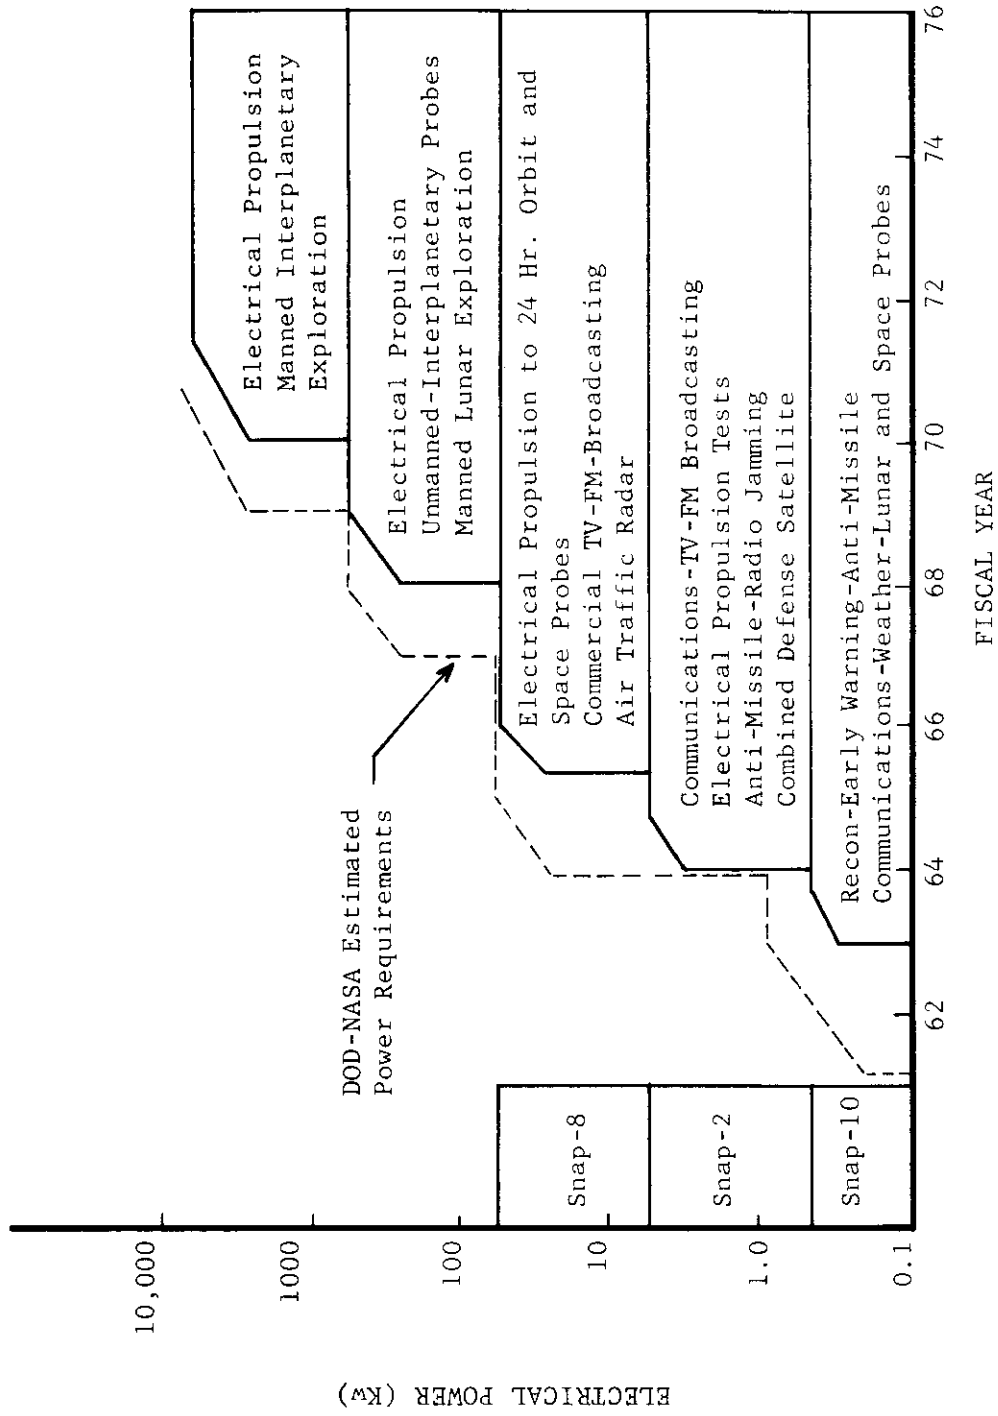 ELECTRICAL POWER (Kw)
10,000
1000
100
10
1.0
0.1
Snap-8
Snap-2
Snap-10
DOD-NASA Estimated
Power Requirements
Electrical Propulsion
Manned Interplanetary
Exploration
Electrical Propulsion
Unmanned-Interplanetary Probes
Manned Lunar Exploration
Electrical Propulsion to 24 Hr. Orbit and
Space Probes
Commercial TV-FM-Broadcasting
Air Traffic Radar
Communications-TV-FM Broadcasting
Electrical Propulsion Tests
Anti-Missile-Radio Jamming
Combined Defense Satellite
Recon-Early Warning-Anti-Missile
Communications-Weather-Lunar and Space Probes
62
64
66
68
70
72
74
76
FISCAL YEAR